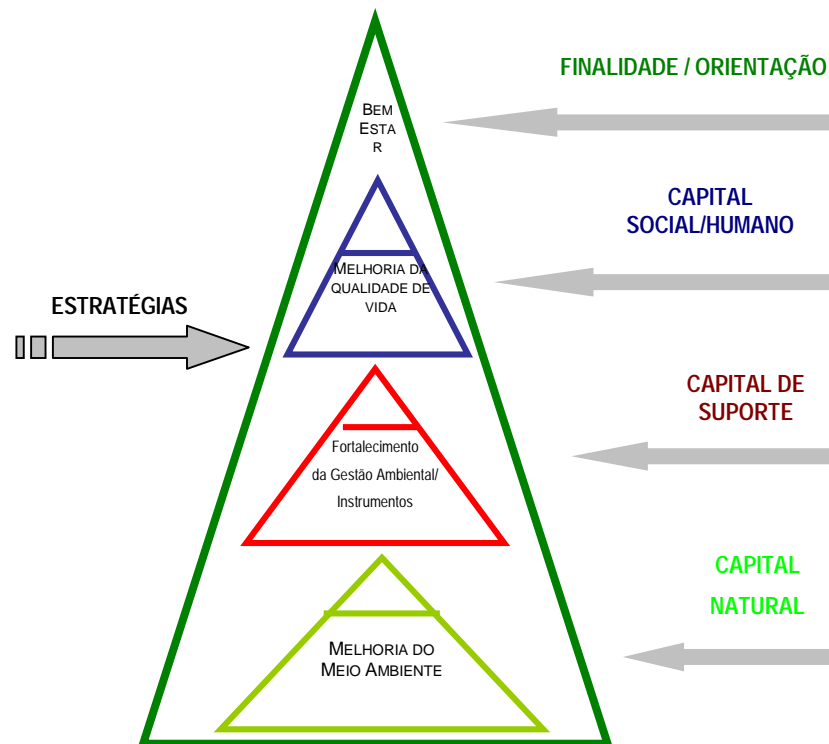 FINALIDADE / ORIENTAÇÃO
BEM
ESTA
R
CAPITAL
SOCIAL/HUMANO
MELHORIA DA
QUALIDADE DE
VIDA
ESTRATÉGIAS
CAPITAL DE
SUPORTE
Fortalecimento
da Gestão Ambiental/
Instrumentos
CAPITAL
NATURAL
MELHORIA DO
MEIO AMBIENTE